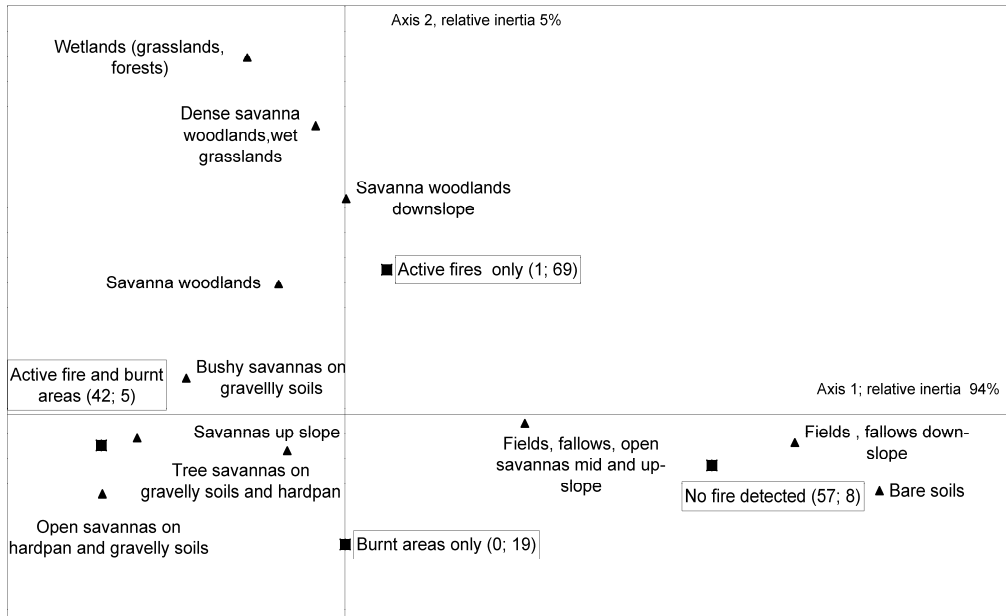 Axis 2, relative inertia 5%
Wetlands (grasslands,
forests)
Dense savanna
woodlands,wet
grasslands
Savanna woodlands
downslope
Active fires only (1; 69)
Savanna woodlands
Active fire and burnt
areas (42; 5)
Bushy savannas on
gravellly soils
Axis 1; relative inertia 94%
Savannas up slope
Tree savannas on
gravelly soils and hardpan
Open savannas on
hardpan and gravelly soils
Fields, fallows, open
savannas mid and up-
slope
Fields , fallows down-
slope
No fire detected (57; 8)
Bare soils
Burnt areas only (0; 19)